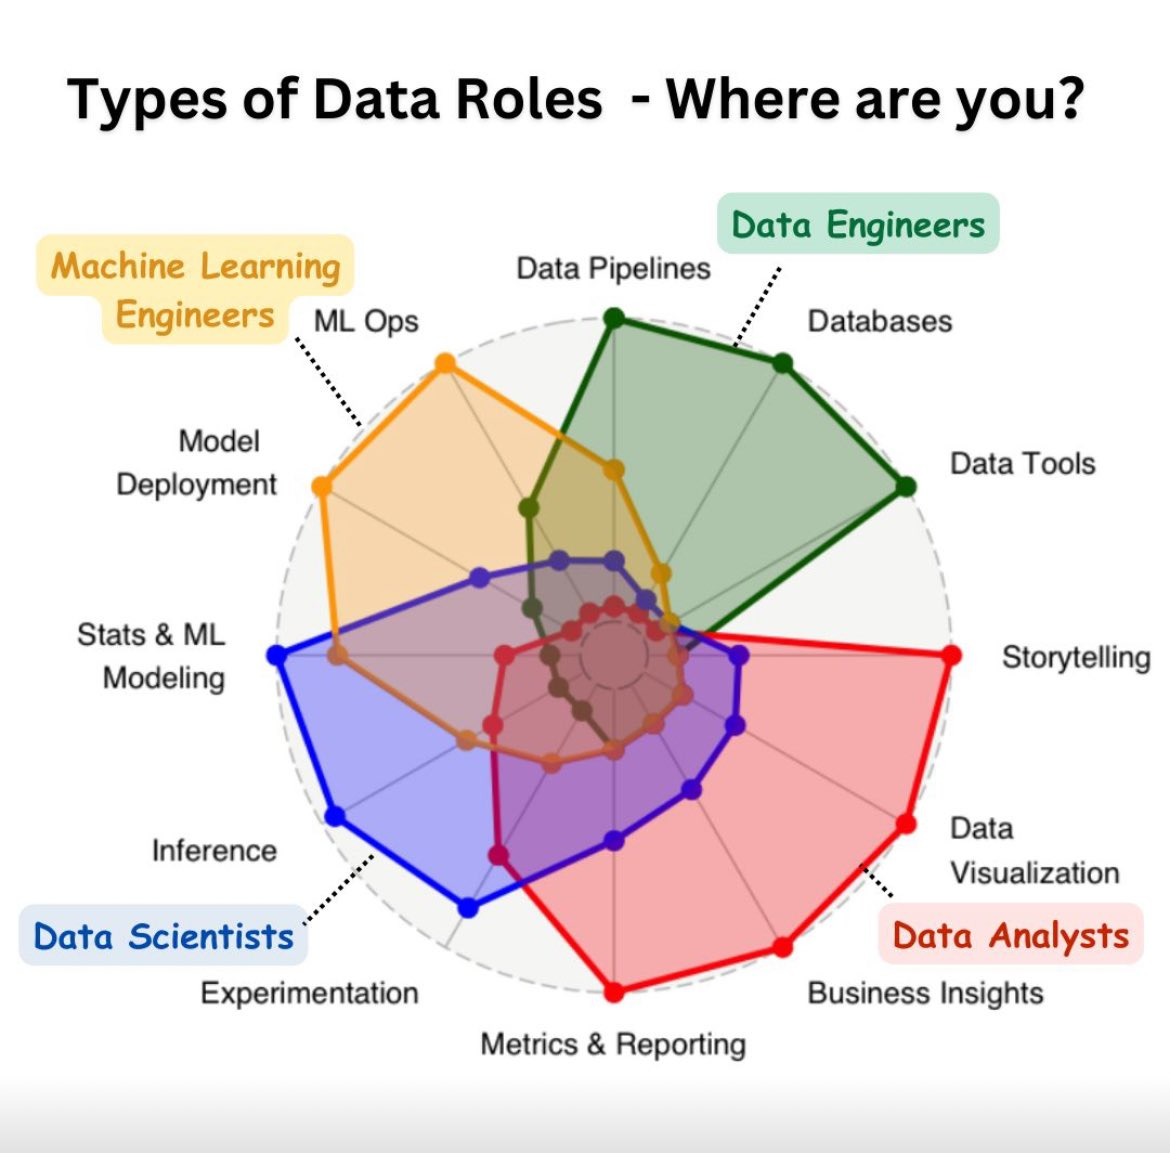 Types of Data Roles - Where are you?
Data Engineers
Machine Learning
Engineers
Data Pipelines
ML Ops
Databases
Model
Deployment
Data Tools
Stats & ML
Modeling
Storytelling
Inference
Data
Visualization
Data Scientists
Data Analysts
Experimentation
Business Insights
Metrics & Reporting